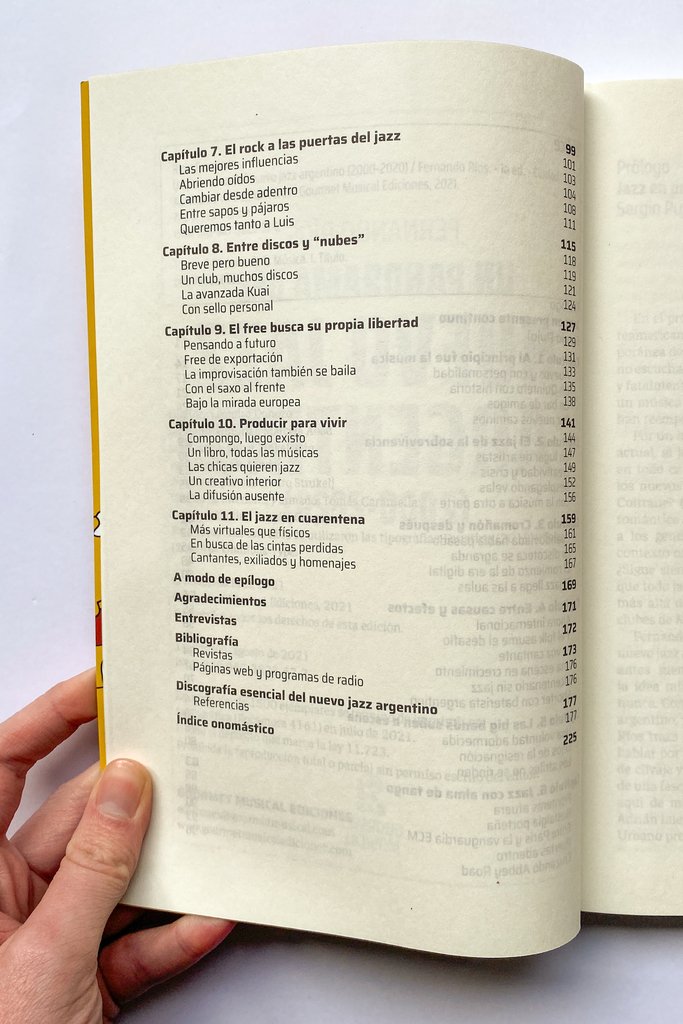 Capítulo 7. El rock a las puertas del jazz 99
Las mejores influencias 101
Abriendo oídos 103
Cambiar desde adentro 104
Entre sapos y pájaros 108
Queremos tanto a Luis 111
Capítulo 8. Entre discos y “nubes” 115
Breve pero bueno 118
Un club, muchos discos 119
La avanzada Kuai 121
Con sello personal 124
Capítulo 9. El free busca su propia libertad 127
Pensando a futuro 129
Free de exportación 131
La improvisación también se baila 133
Con el saxo al frente 135
Bajo la mirada europea 138
Capítulo 10. Producir para vivir 141
Compongo, luego existo 144
Un libro, todas las músicas 147
Las chicas quieren jazz 149
Un creativo interior 152
La difusión ausente 156
Capítulo 11. El jazz en cuarentena 159
Más virtuales que físicos 161
En busca de las cintas perdidas 165
Cantantes, exiliados y homenajes 167
A modo de epílogo 169
Agradecimientos 171
Entrevistas 172
Bibliografía 173
Revistas 176
Páginas web y programas de radio 176
Discografía esencial del nuevo jazz argentino 177
Referencias 177
Índice onomástico 225
Prólogo